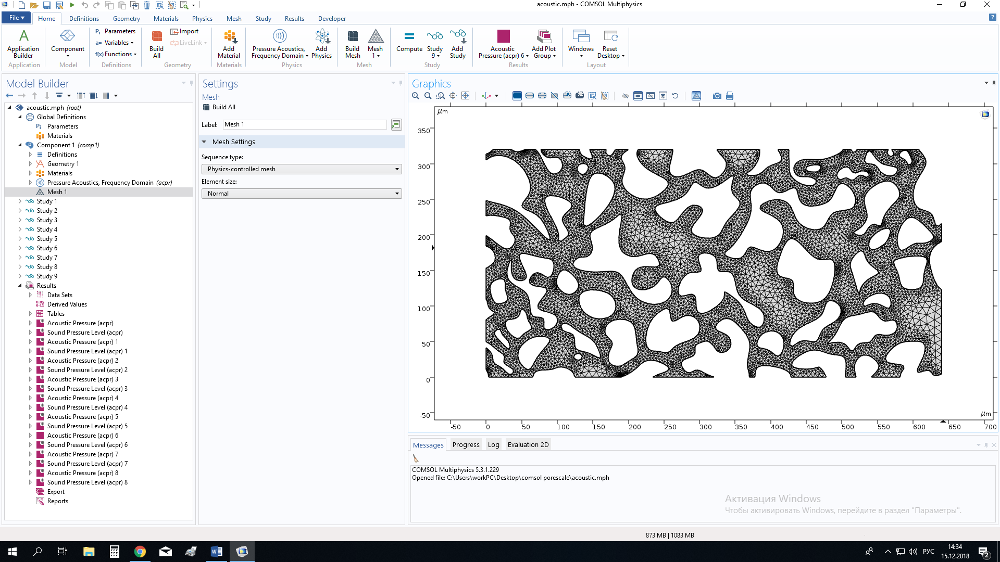 acoustic.mph - COMSOL Multiphysics
File Home Definitions Geometry Materials Physics Mesh Study Results Developer
Application Builder
Application
Component
Model
Pi Parameters
a= Variables
f(x) Functions
Definitions
Build All
Import
LiveLink
Geometry
Add Material
Materials
Pressure Acoustics, Frequency Domain
Add Physics
Physics
Build Mesh
Mesh 1
Mesh
Compute
Study 9
Add Study
Study
Acoustic Pressure (acpr) 6
Add Plot Group
Results
Windows
Reset Desktop
Layout
Model Builder
acoustic.mph (root)
Global Definitions
Pi Parameters
Materials
Component 1 (comp1)
Definitions
Geometry 1
Materials
Pressure Acoustics, Frequency Domain (acpr)
Mesh 1
Study 1
Study 2
Study 3
Study 4
Study 5
Study 6
Study 7
Study 8
Study 9
Results
Data Sets
8.85 e-12 Derived Values
Tables
Acoustic Pressure (acpr)
Sound Pressure Level (acpr)
Acoustic Pressure (acpr) 1
Sound Pressure Level (acpr) 1
Acoustic Pressure (acpr) 2
Sound Pressure Level (acpr) 2
Acoustic Pressure (acpr) 3
Sound Pressure Level (acpr) 3
Acoustic Pressure (acpr) 4
Sound Pressure Level (acpr) 4
Acoustic Pressure (acpr) 5
Sound Pressure Level (acpr) 5
Acoustic Pressure (acpr) 6
Sound Pressure Level (acpr) 6
Acoustic Pressure (acpr) 7
Sound Pressure Level (acpr) 7
Acoustic Pressure (acpr) 8
Sound Pressure Level (acpr) 8
Export
Reports
Settings
Mesh
Build All
Label: Mesh 1
Mesh Settings
Sequence type:
Physics-controlled mesh
Element size:
Normal
Graphics
μm
350
300
250
200
150
100
50
0
-50
μm
-50 0 50 100 150 200 250 300 350 400 450 500 550 600 650 700
Messages Progress Log Evaluation 2D
COMSOL Multiphysics 5.3.1.229
Opened file: C:\Users\workPC\Desktop\comsol porescale\acoustic.mph
Активация Windows
Чтобы активировать Windows, перейдите в раздел "Параметры".
873 MB | 1083 MB
РУС
14:34
15.12.2018
2